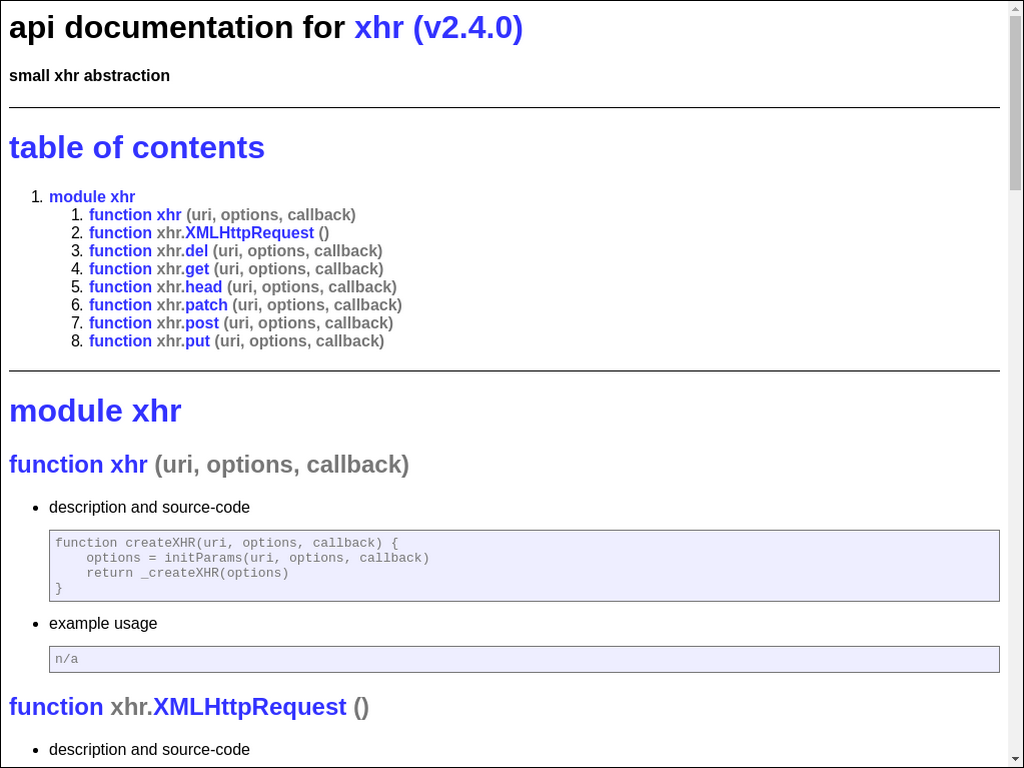 api documentation for xhr (v2.4.0)
small xhr abstraction
table of contents
1. module xhr
1. function xhr (uri, options, callback)
2. function xhr.XMLHttpRequest ()
3. function xhr.del (uri, options, callback)
4. function xhr.get (uri, options, callback)
5. function xhr.head (uri, options, callback)
6. function xhr.patch (uri, options, callback)
7. function xhr.post (uri, options, callback)
8. function xhr.put (uri, options, callback)
module xhr
function xhr (uri, options, callback)
• description and source-code
function createXHR(uri, options, callback) {
    options = initParams(uri, options, callback)
    return _createXHR(options)
}
• example usage
n/a
function xhr.XMLHttpRequest ()
• description and source-code